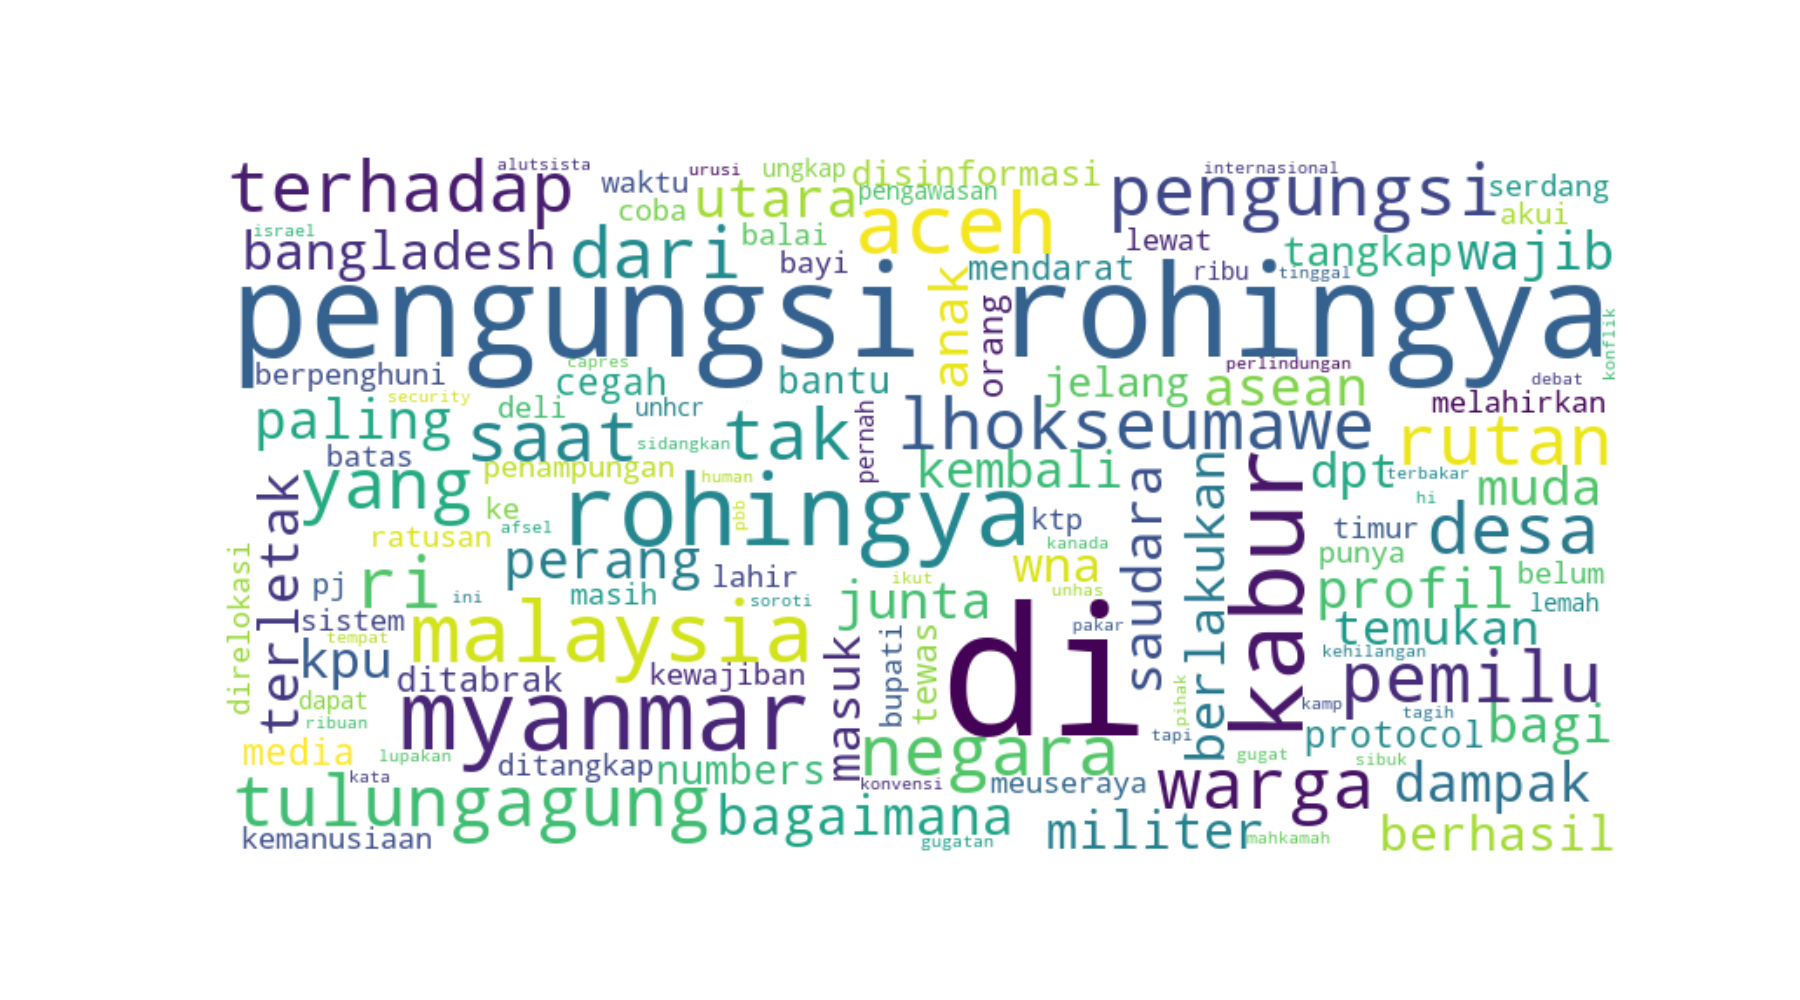 terhadap
alutsista
waktu
urusi
ungkap
disinformasi
internasional
pengungsi
serdang
coba
utara
pengawasan
aceh
akui
israel
bangladesh
dari
balai
bayi
lewat
tangkap
wajib
mendarat
ribu
tinggal
pengungsi rohingya
anak
orang
konflik
berpenghuni
capres
cegah
bantu
perlindungan
jelang
asean
debat
security
melahirkan
paling
deli
unhcr
saat
sidangkan
tak
pernah
lhokseumawe
rutan
batas
penampungan
human
kembali
dpt
terbakar
yang
terletak
ke
rohingya
pbb
ktp
saudara
berlakukan
kabur
hi
muda
ratusan
afsel
kanada
timur
desa
direlokasi
perang
punya
pj
ri
ini
masih
lahir
ikut
wna
unhas
profil
belum
sistem
soroti
junta
lemah
tempat
malaysia
di
pakar
temukan
kpu
ditabrak
kewajiban
masuk
bupati
tewas
kehilangan
pemilu
dapat
ribuan
myanmar
pihak
kamp
tagih
media
lupakan
negara
tapi
protocol
bagi
kata
ditangkap
numbers
konvensi
meuseraya
gugat
sibuk
tulungagung
bagaimana
warga
dampak
kemanusiaan
gugatan
militer
mahkamah
berhasil